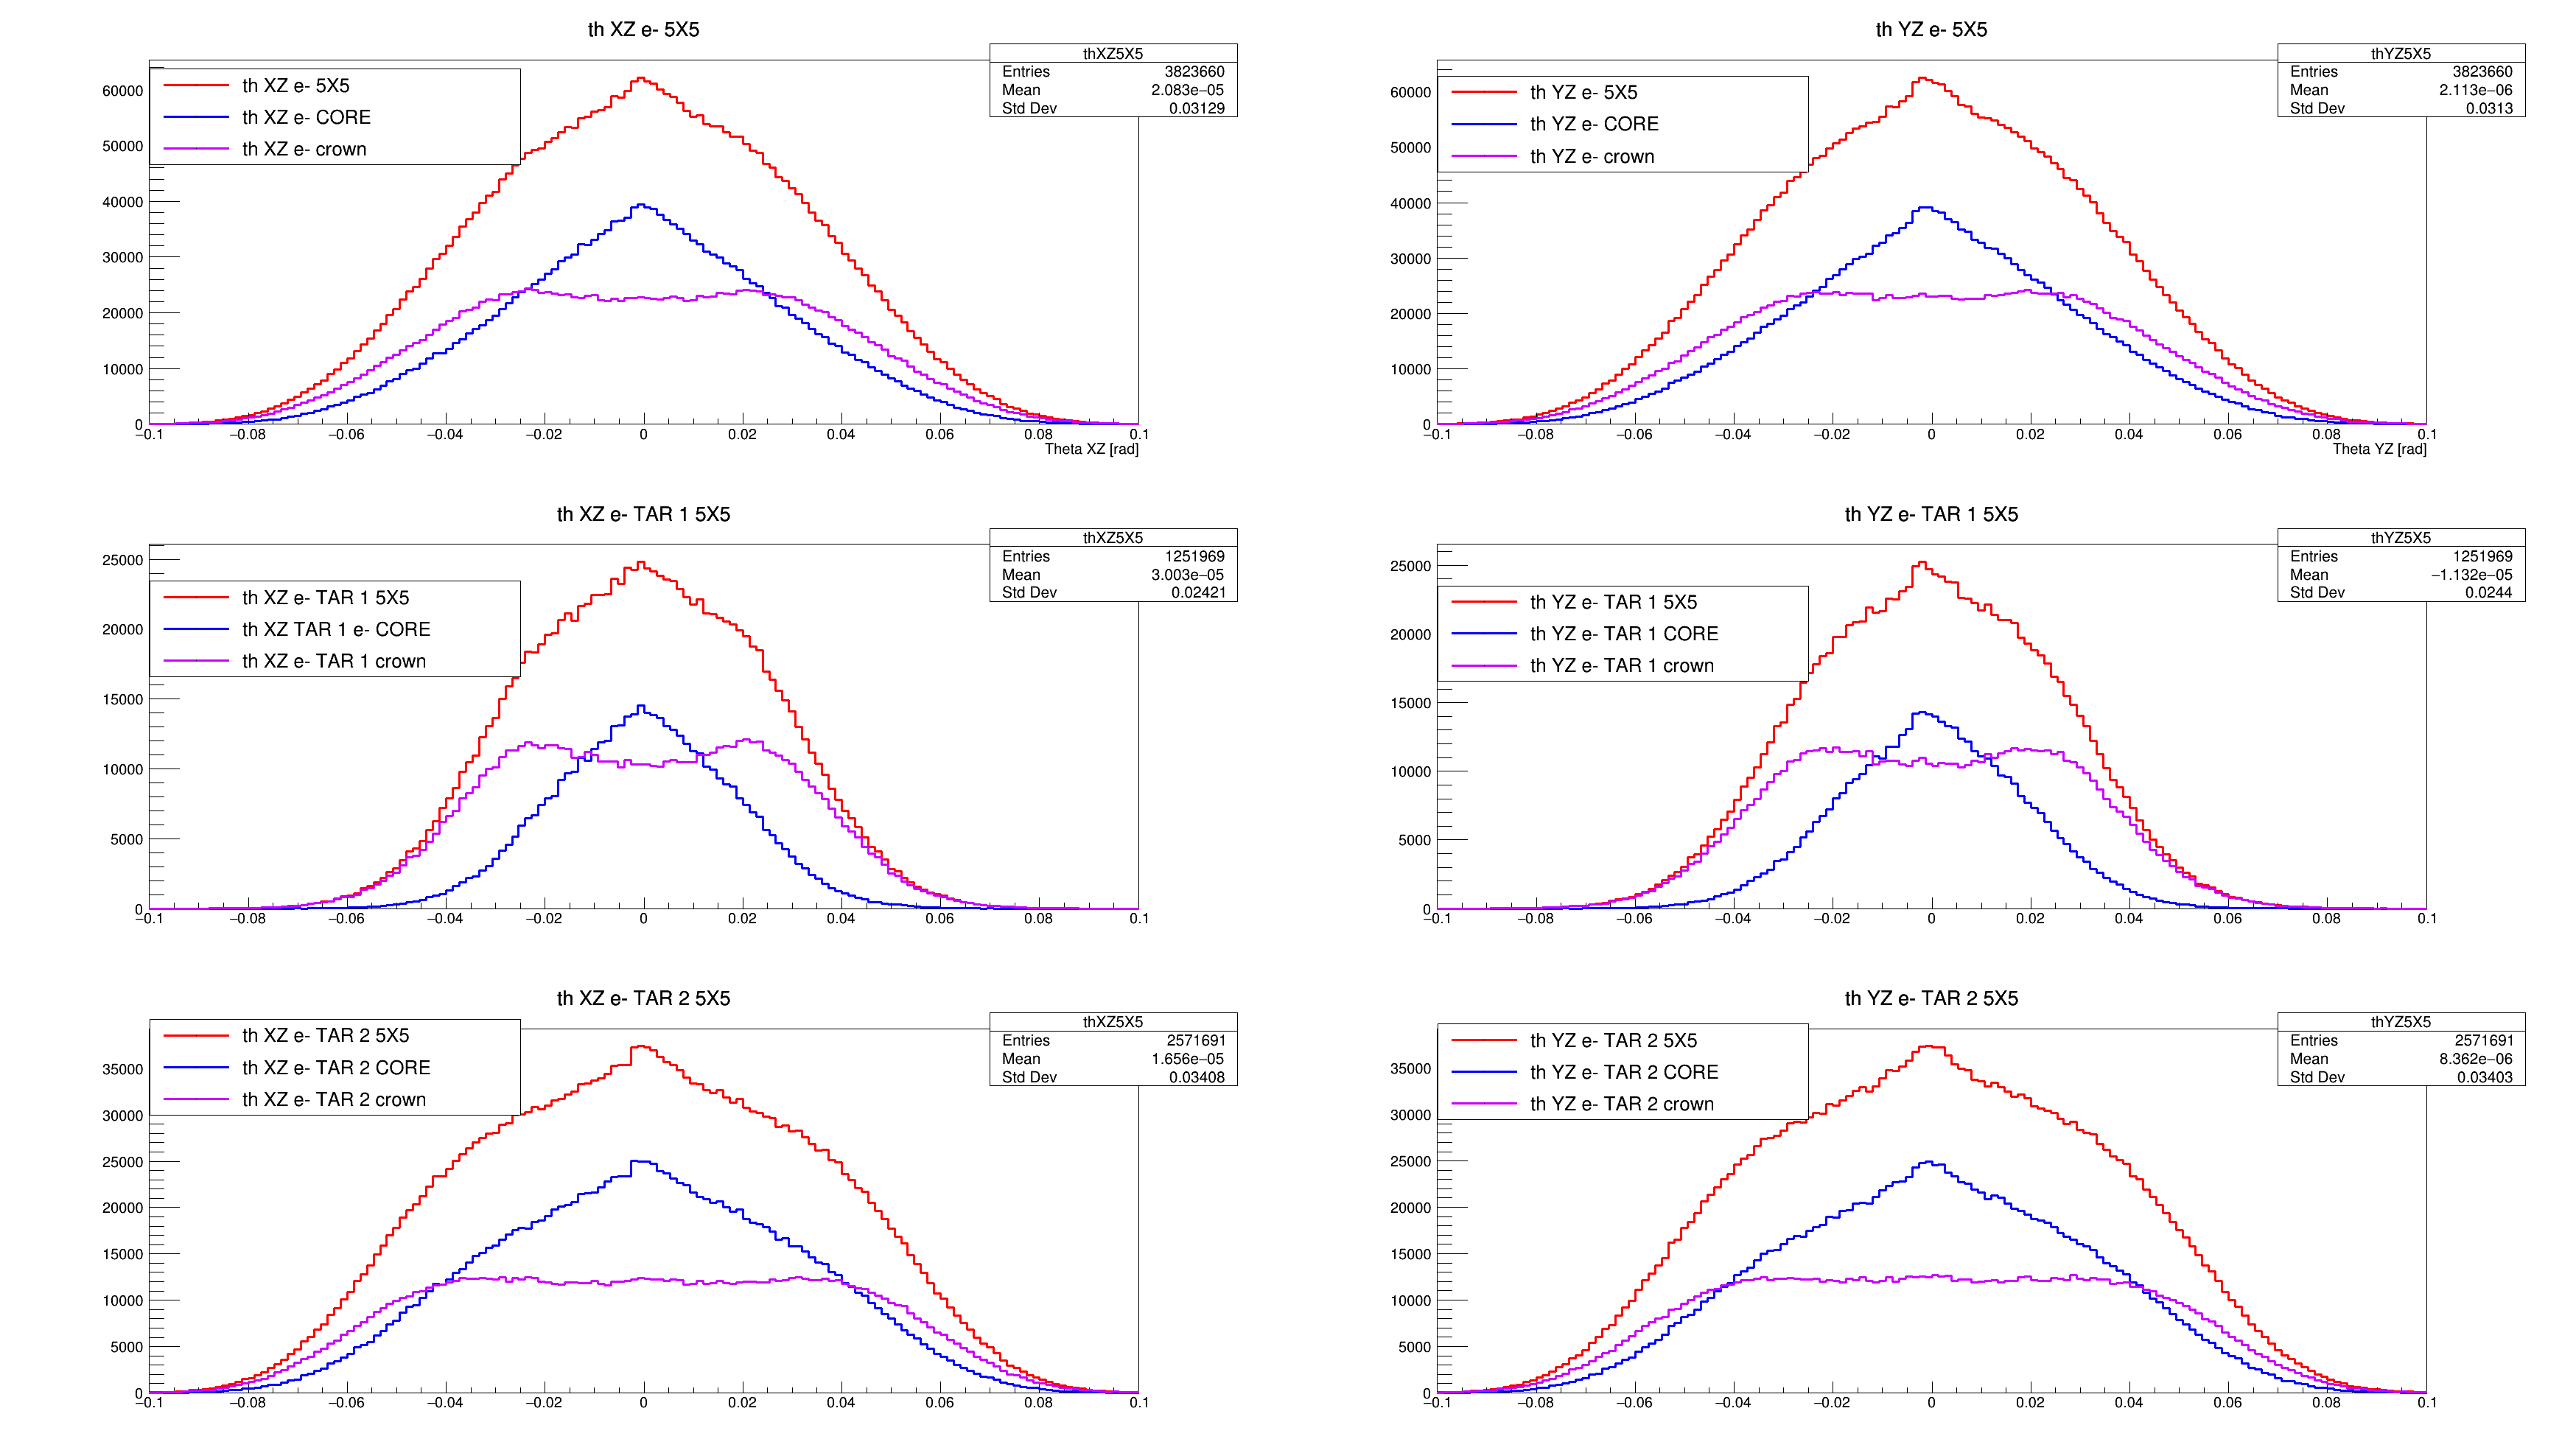 th XZ e- 5X5
thXZ5X5
Entries 3823660
Mean 2.083e−05
Std Dev 0.03129
th XZ e- 5X5
th XZ e- CORE
th XZ e- crown
60000
50000
40000
30000
20000
10000
0
−0.1 −0.08 −0.06 −0.04 −0.02 0 0.02 0.04 0.06 0.08 0.1
Theta XZ [rad]
th YZ e- 5X5
thYZ5X5
Entries 3823660
Mean 2.113e−06
Std Dev 0.0313
th YZ e- 5X5
th YZ e- CORE
th YZ e- crown
60000
50000
40000
30000
20000
10000
0
−0.1 −0.08 −0.06 −0.04 −0.02 0 0.02 0.04 0.06 0.08 0.1
Theta YZ [rad]
th XZ e- TAR 1 5X5
thXZ5X5
Entries 1251969
Mean 3.003e−05
Std Dev 0.02421
th XZ e- TAR 1 5X5
th XZ TAR 1 e- CORE
th XZ e- TAR 1 crown
25000
20000
15000
10000
5000
0
−0.1 −0.08 −0.06 −0.04 −0.02 0 0.02 0.04 0.06 0.08 0.1
th YZ e- TAR 1 5X5
thYZ5X5
Entries 1251969
Mean −1.132e−05
Std Dev 0.0244
th YZ e- TAR 1 5X5
th YZ e- TAR 1 CORE
th YZ e- TAR 1 crown
25000
20000
15000
10000
5000
0
−0.1 −0.08 −0.06 −0.04 −0.02 0 0.02 0.04 0.06 0.08 0.1
th XZ e- TAR 2 5X5
thXZ5X5
Entries 2571691
Mean 1.656e−05
Std Dev 0.03408
th XZ e- TAR 2 5X5
th XZ e- TAR 2 CORE
th XZ e- TAR 2 crown
35000
30000
25000
20000
15000
10000
5000
0
−0.1 −0.08 −0.06 −0.04 −0.02 0 0.02 0.04 0.06 0.08 0.1
th YZ e- TAR 2 5X5
thYZ5X5
Entries 2571691
Mean 8.362e−06
Std Dev 0.03403
th YZ e- TAR 2 5X5
th YZ e- TAR 2 CORE
th YZ e- TAR 2 crown
35000
30000
25000
20000
15000
10000
5000
0
−0.1 −0.08 −0.06 −0.04 −0.02 0 0.02 0.04 0.06 0.08 0.1